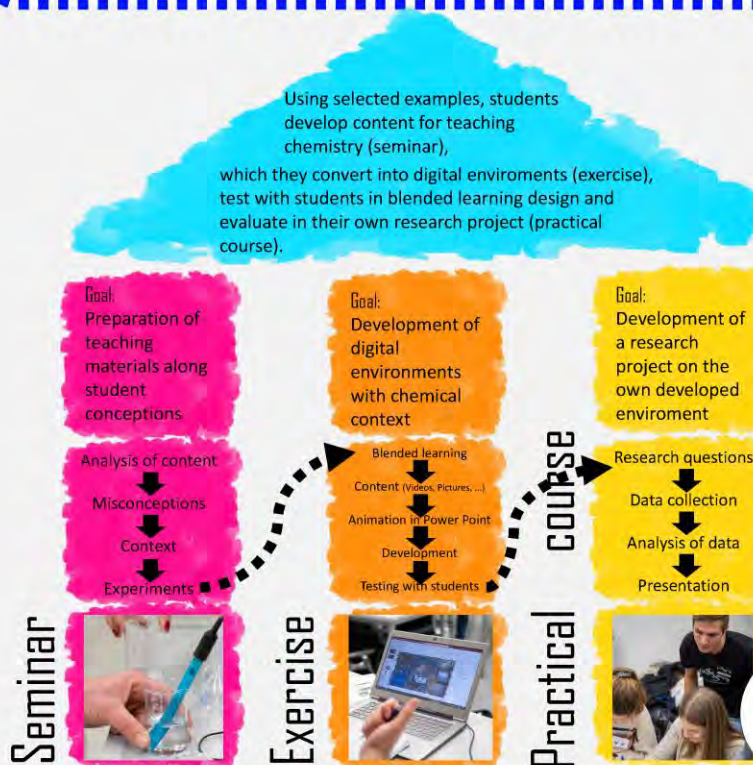 Using selected examples, students
develop content for teaching
chemistry (seminar),
which they convert into digital enviroments (exercise),
test with students in blended learning design and
evaluate in their own research project (practical
course).
Goal:
Preparation of
teaching
materials along
student
conceptions
Analysis of content
Misconceptions
Context
Experiments
Seminar
Goal:
Development of
digital
environments
with chemical
context
Blended learning
Content (Videos, Pictures, ...)
Animation in Power Point
Development
Testing with students
Exercise
Goal:
Development of
a research
project on the
own developed
enviroment
Research questions
Data collection
Analysis of data
Presentation
Practical course